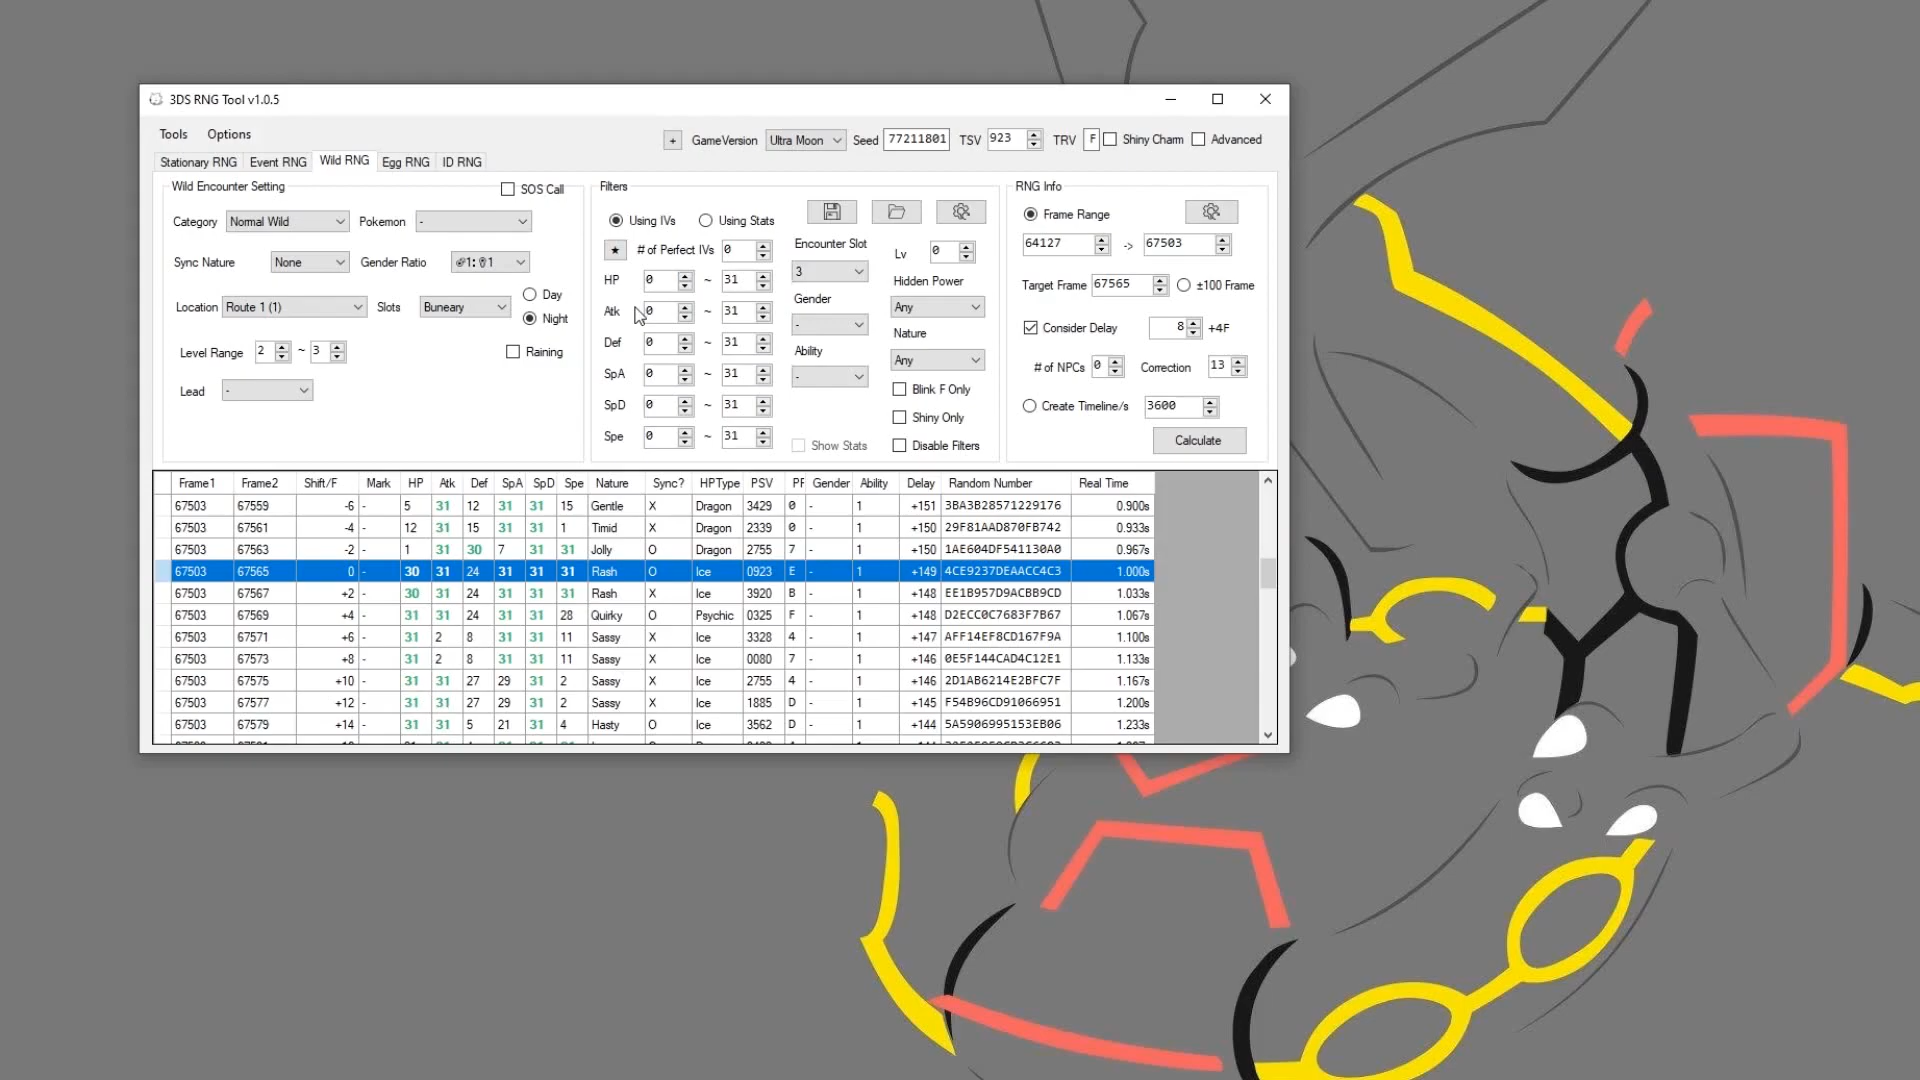 3DS RNG Tool v1.0.5
Tools Options
+ GameVersion Ultra Moon Seed 77211801 TSV 923 TRV F Shiny Charm Advanced
Stationary RNG Event RNG Wild RNG Egg RNG ID RNG
Wild Encounter Setting
SOS Call
Category Normal Wild Pokemon -
Sync Nature None Gender Ratio ♂1:♀1
Location Route 1 (1) Slots Buneary
Day
Night
Level Range 2 ~ 3
Raining
Lead -
Filters
Using IVs Using Stats
★ # of Perfect IVs 0
HP 0 ~ 31
Atk 0 ~ 31
Def 0 ~ 31
SpA 0 ~ 31
SpD 0 ~ 31
Spe 0 ~ 31
Encounter Slot
3
Gender
-
Ability
-
Show Stats
Lv 0
Hidden Power
Any
Nature
Any
Blink F Only
Shiny Only
Disable Filters
RNG Info
Frame Range
64127 -> 67503
Target Frame 67565 ±100 Frame
Consider Delay 8 +4F
# of NPCs 0 Correction 13
Create Timeline/s 3600
Calculate
Frame1 Frame2 Shift/F Mark HP Atk Def SpA SpD Spe Nature Sync? HPType PSV PF Gender Ability Delay Random Number Real Time
67503 67559 -6 - 5 31 12 31 31 15 Gentle X Dragon 3429 0 - 1 +151 3BA3B28571229176 0.900s
67503 67561 -4 - 12 31 15 31 31 1 Timid X Dragon 2339 0 - 1 +150 29F81AAD870FB742 0.933s
67503 67563 -2 - 1 31 30 7 31 31 Jolly O Dragon 2755 7 - 1 +150 1AE604DF541130A0 0.967s
67503 67565 0 - 30 31 24 31 31 31 Rash O Ice 0923 E - 1 +149 4CE9237DEAACC4C3 1.000s
67503 67567 +2 - 30 31 24 31 31 31 Rash X Ice 3920 B - 1 +148 EE1B957D9ACBB9CD 1.033s
67503 67569 +4 - 31 31 24 31 31 28 Quirky O Psychic 0325 F - 1 +148 D2ECC0C7683F7B67 1.067s
67503 67571 +6 - 31 2 8 31 31 11 Sassy X Ice 3328 4 - 1 +147 AFF14EF8CD167F9A 1.100s
67503 67573 +8 - 31 2 8 31 31 11 Sassy X Ice 0080 7 - 1 +146 0E5F144CAD4C12E1 1.133s
67503 67575 +10 - 31 31 27 29 31 2 Sassy X Ice 2755 4 - 1 +146 2D1AB6214E2BFC7F 1.167s
67503 67577 +12 - 31 31 27 29 31 2 Sassy X Ice 1885 D - 1 +145 F54B96CD91066951 1.200s
67503 67579 +14 - 31 31 5 21 31 4 Hasty O Ice 3562 D - 1 +144 5A5906995153EB06 1.233s